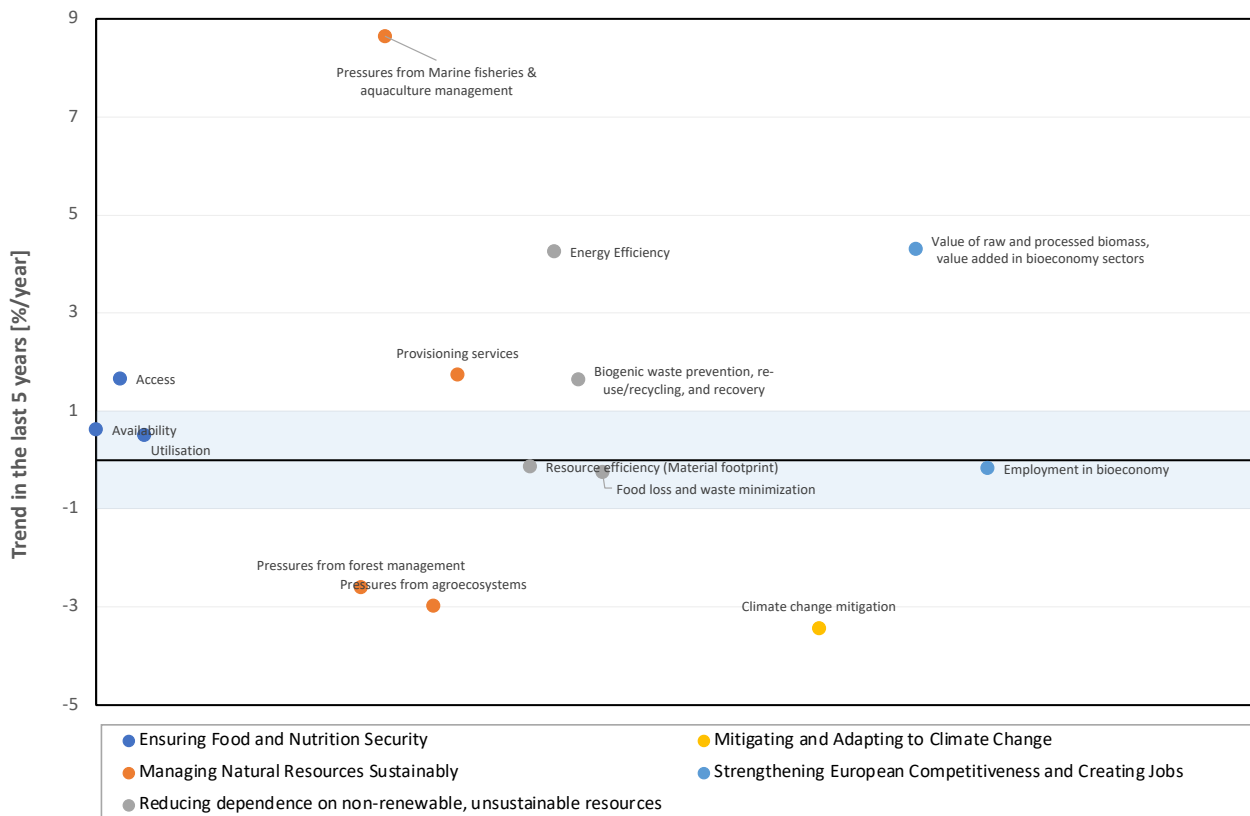 9
Pressures from Marine fisheries &
aquaculture management
7
5
Value of raw and processed biomass,
value added in bioeconomy sectors
Energy Efficiency
Trend in the last 5 years [%/year]
3
Provisioning services
Access
Biogenic waste prevention, re-
use/recycling, and recovery
1
Availability
Utilisation
Resource efficiency (Material footprint)
Employment in bioeconomy
Food loss and waste minimization
-1
Pressures from forest management
Pressures from agroecosystems
-3
Climate change mitigation
-5
Ensuring Food and Nutrition Security
Mitigating and Adapting to Climate Change
Managing Natural Resources Sustainably
Strengthening European Competitiveness and Creating Jobs
Reducing dependence on non-renewable, unsustainable resources